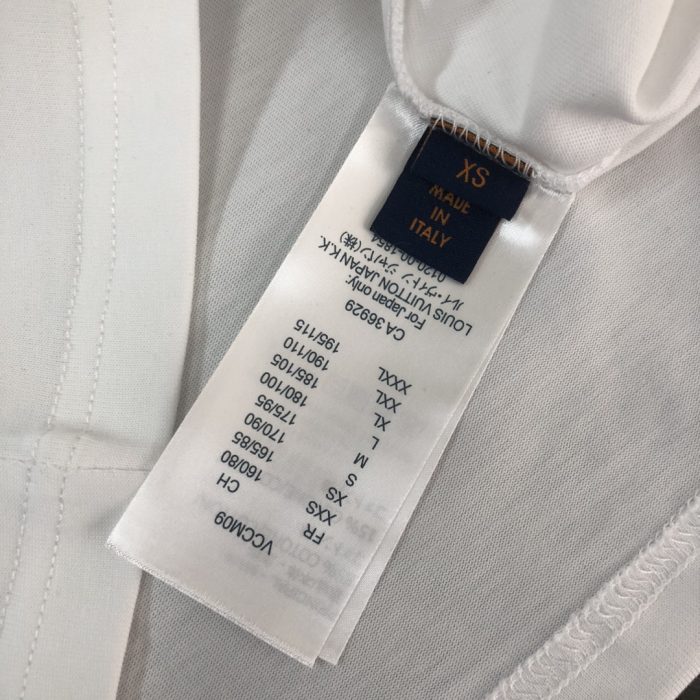 XS
MADE
IN
ITALY
VCCM09
FR CH
XXS 160/80
XS 165/85
S 170/90
M 175/95
L 180/100
XL 185/105
XXL 190/110
XXXL 195/115
CA 36929
For Japan only:
LOUIS VUITTON JAPAN K.K.
ルイ・ヴィトン ジャパン(株)
0120-00-1854